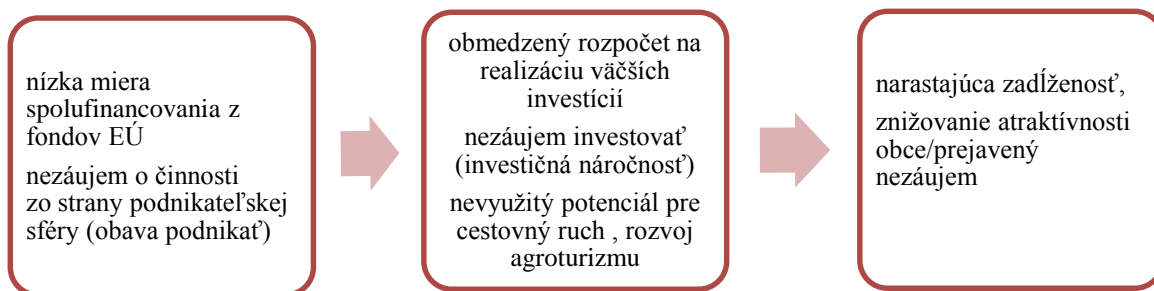 nízka miera
spolufinancovania z
fondov EÚ
nezáujem o činnosti
zo strany podnikateľskej
sféry (obava podnikať)
obmedzený rozpočet na
realizáciu väčších
investícií
nezáujem investovať
(investičná náročnosť)
nevyužitý potenciál pre
cestovný ruch , rozvoj
agroturizmu
narastajúca zadĺženosť,
znižovanie atraktívnosti
obce/prejavený
nezáujem